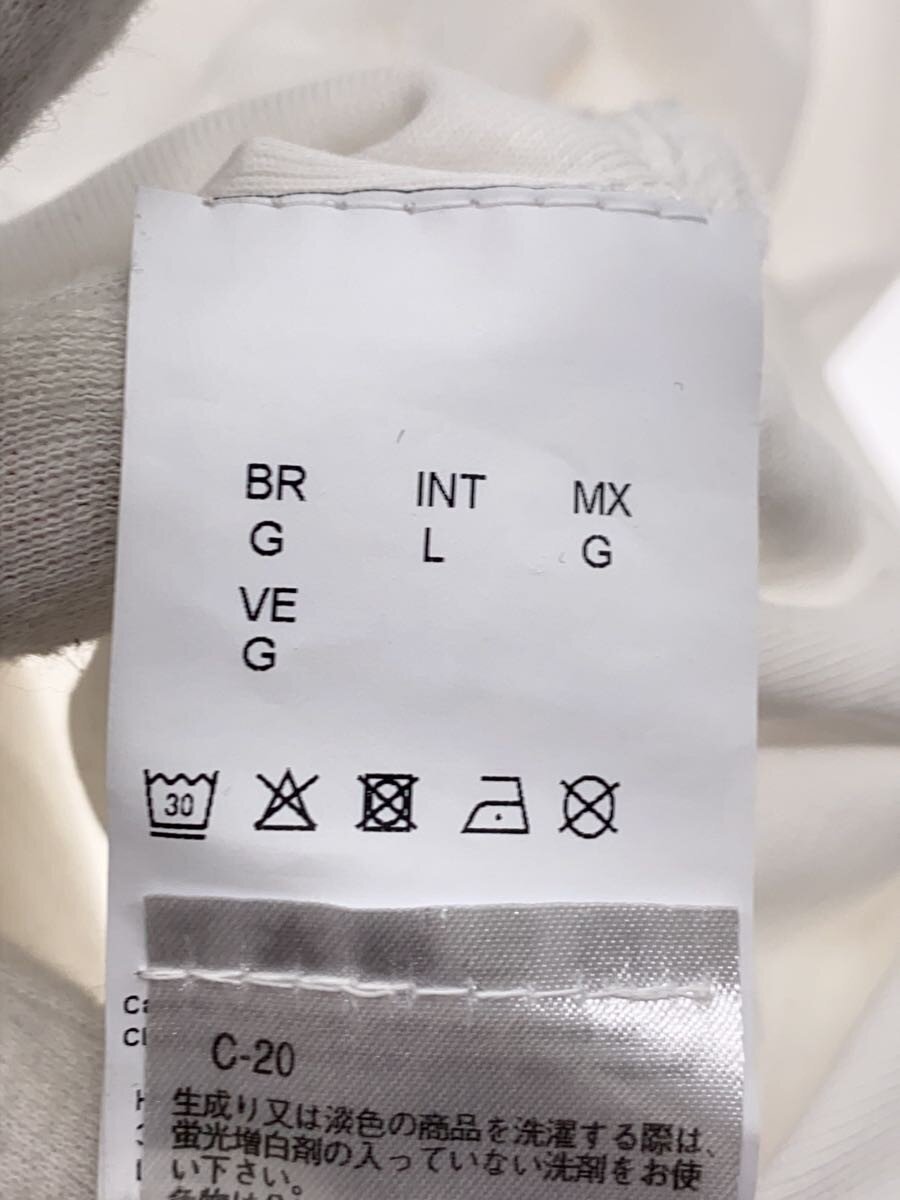 BR INT MX
G L G
VE
G
30
C-20
生成り又は淡色の商品を洗濯する際は、
蛍光増白剤の入っていない洗剤をお使
い下さい。